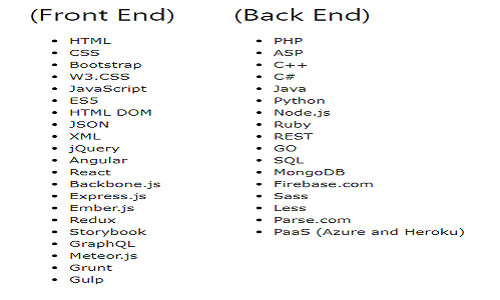 (Front End)
• HTML
• CSS
• Bootstrap
• W3.CSS
• JavaScript
• ES5
• HTML DOM
• JSON
• XML
• jQuery
• Angular
• React
• Backbone.js
• Express.js
• Ember.js
• Redux
• Storybook
• GraphQL
• Meteor.js
• Grunt
• Gulp
(Back End)
• PHP
• ASP
• C++
• C#
• Java
• Python
• Node.js
• Ruby
• REST
• GO
• SQL
• MongoDB
• Firebase.com
• Sass
• Less
• Parse.com
• PaaS (Azure and Heroku)